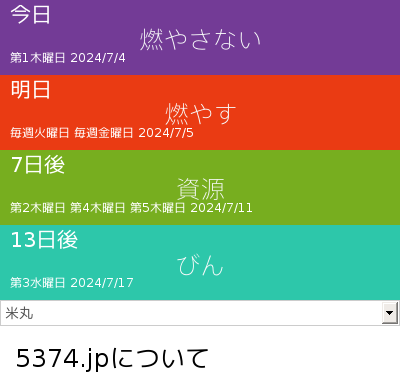 今日
燃やさない
第1木曜日 2024/7/4
明日
燃やす
毎週火曜日 毎週金曜日 2024/7/5
7日後
資源
第2木曜日 第4木曜日 第5木曜日 2024/7/11
13日後
びん
第3水曜日 2024/7/17
米丸
5374.jpについて